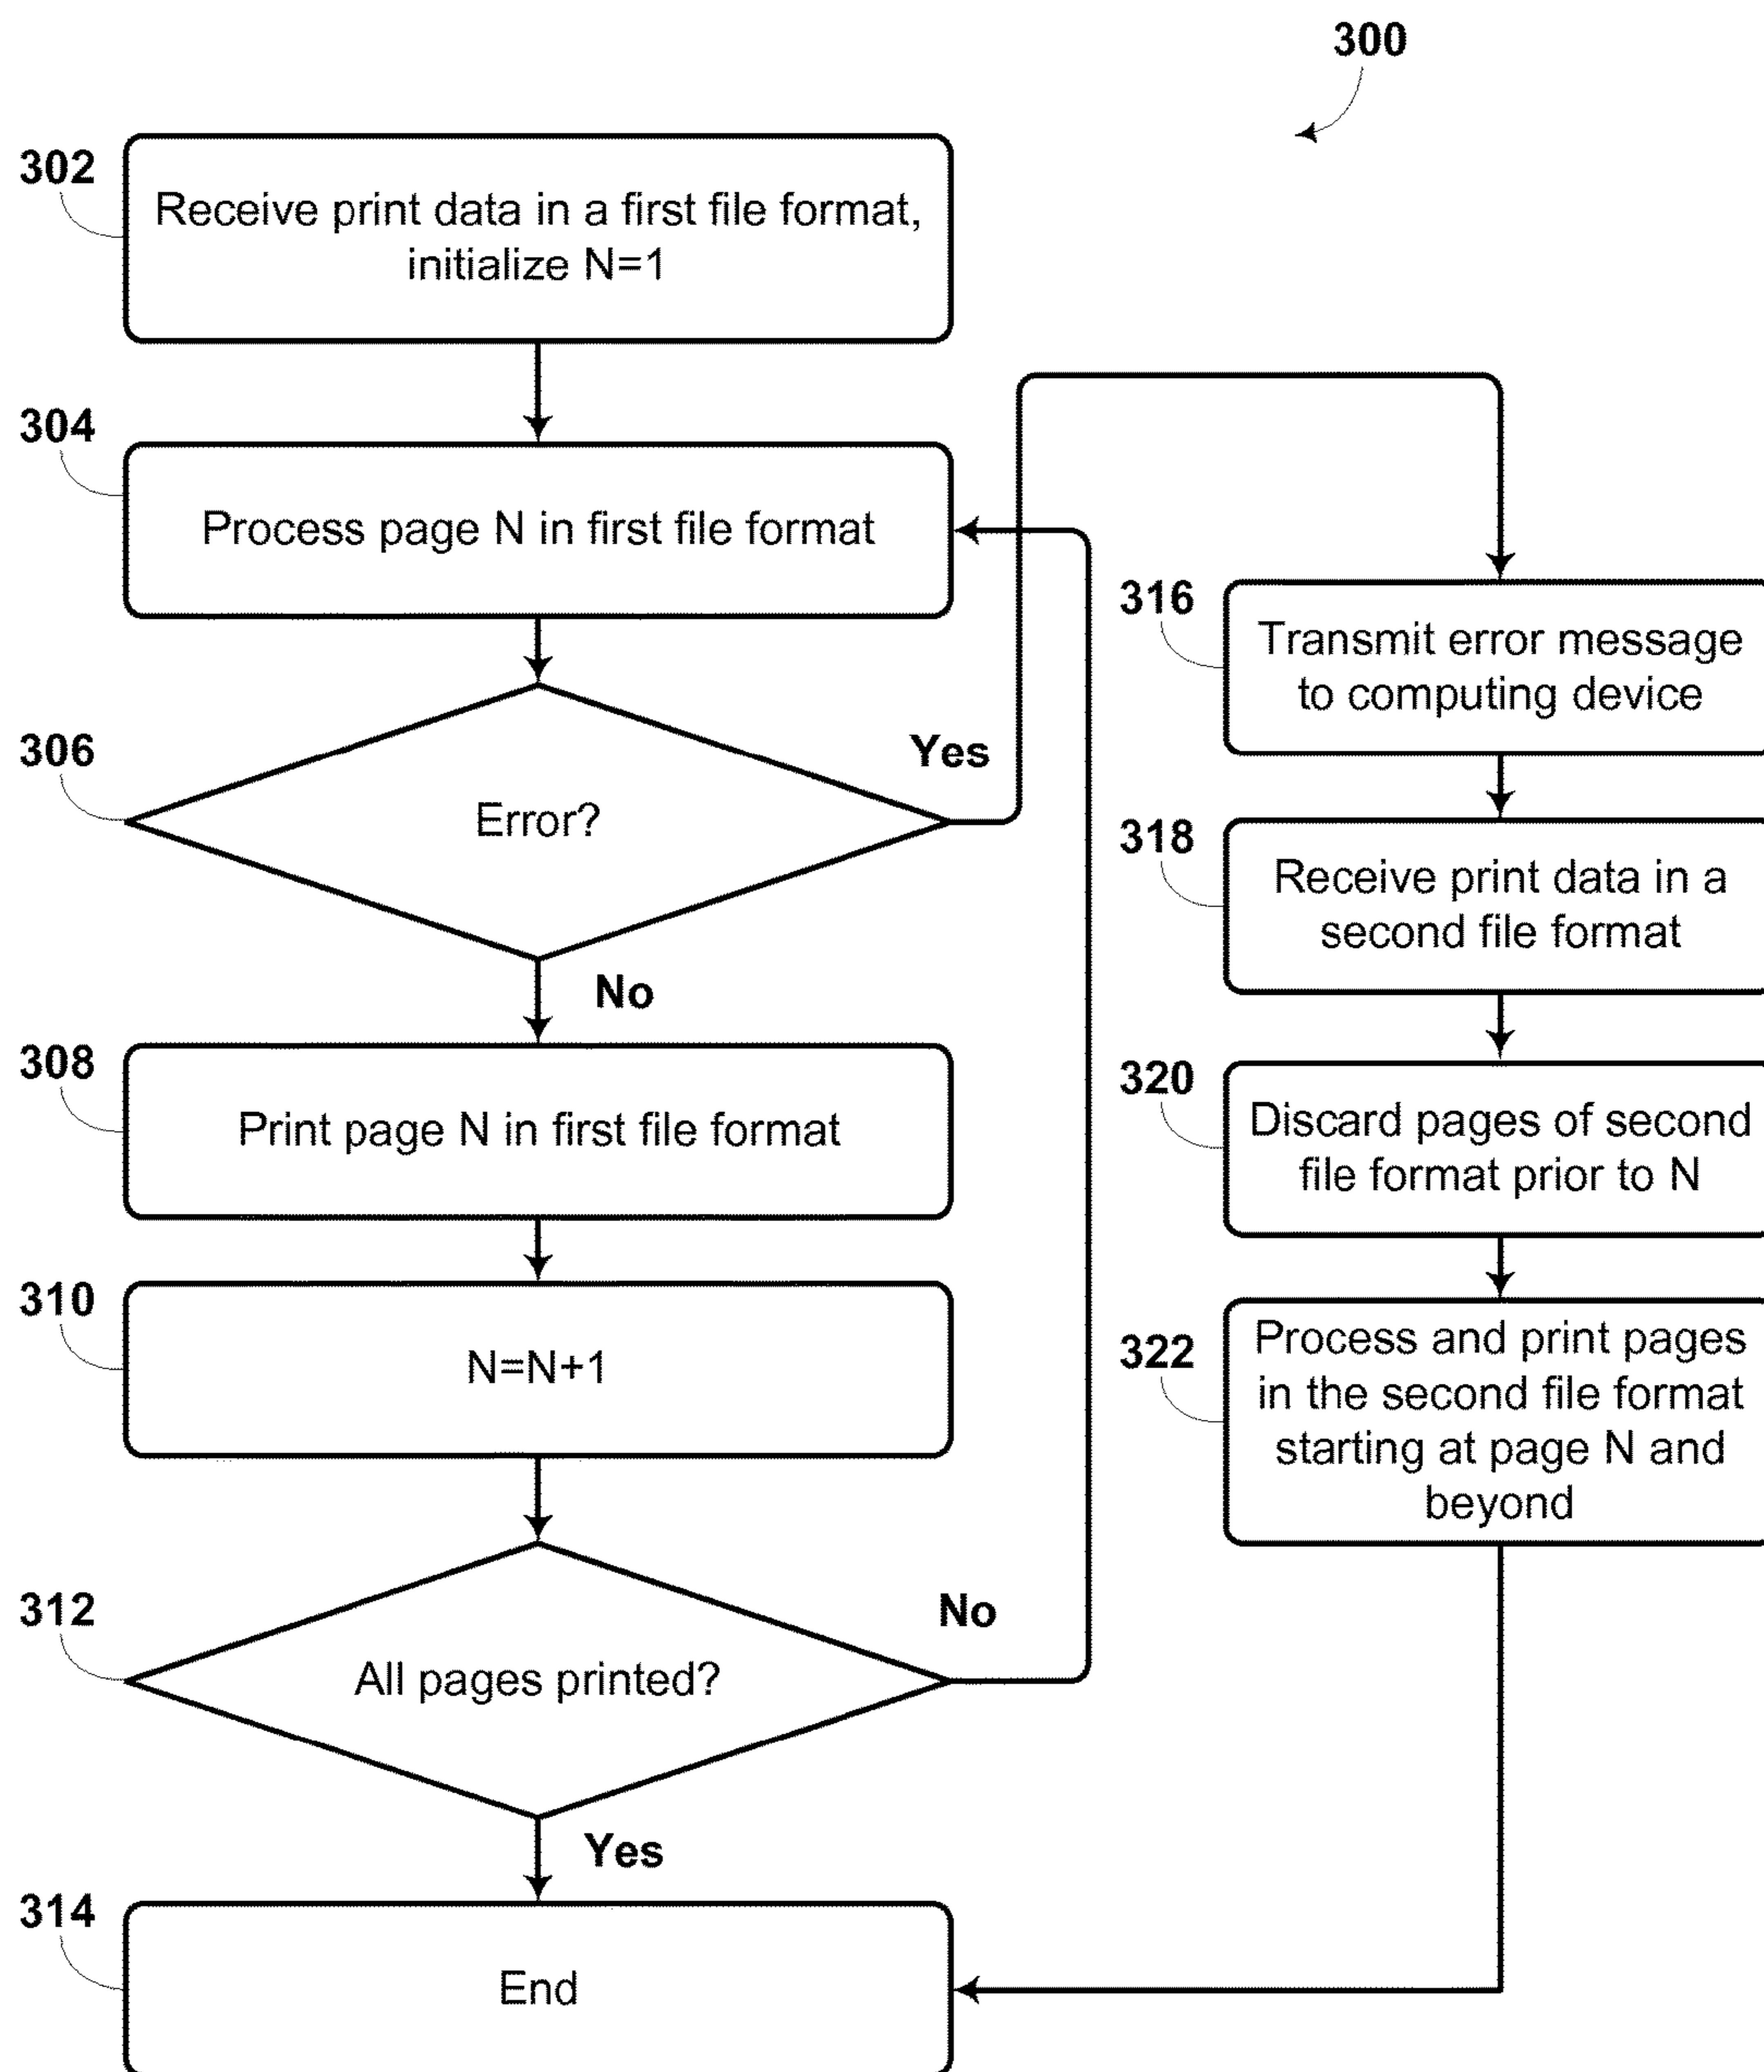 300
302
Receive print data in a first file format,
initialize N=1
304
Process page N in first file format
306
Error?
Yes
No
308
Print page N in first file format
310
N=N+1
312
All pages printed?
No
Yes
314
End
316
Transmit error message
to computing device
318
Receive print data in a
second file format
320
Discard pages of second
file format prior to N
322
Process and print pages
in the second file format
starting at page N and
beyond